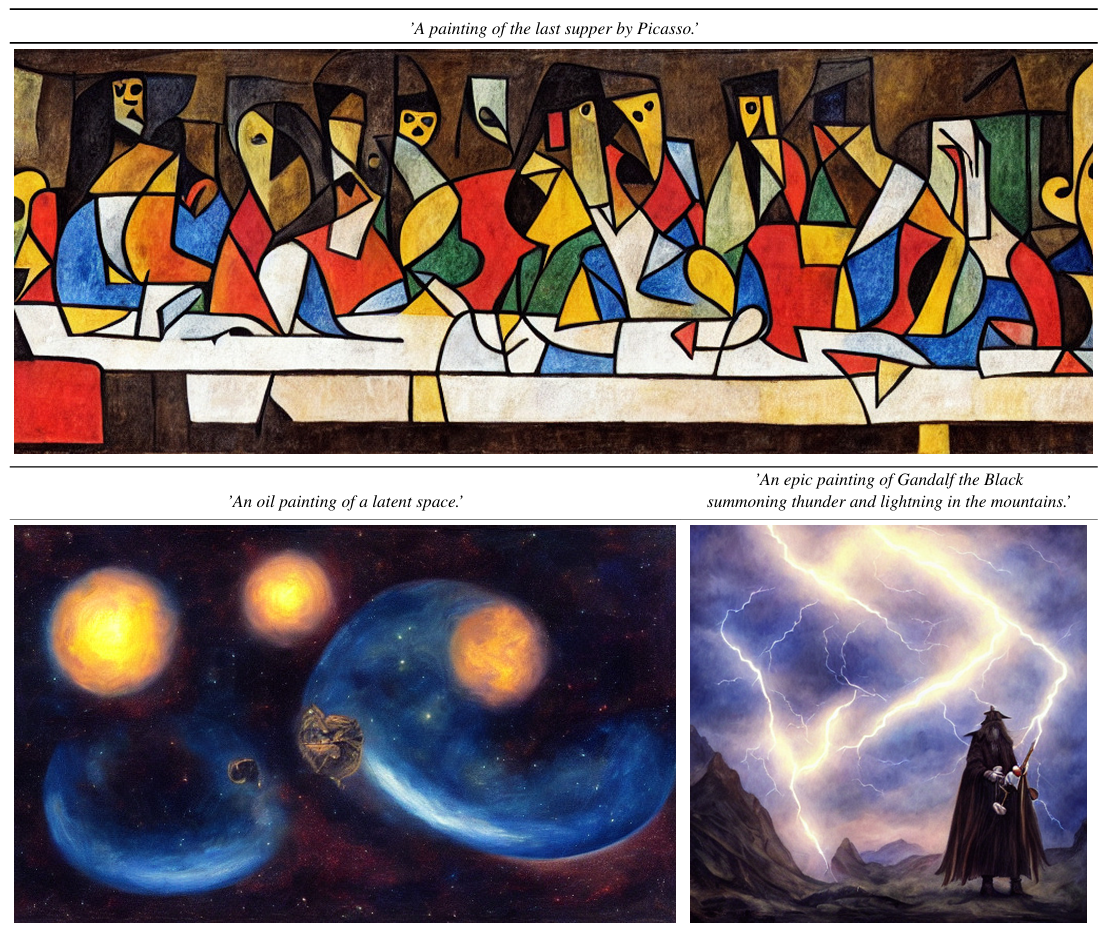 ’A painting of the last supper by Picasso.’
’An oil painting of a latent space.’
’An epic painting of Gandalf the Black
summoning thunder and lightning in the mountains.’